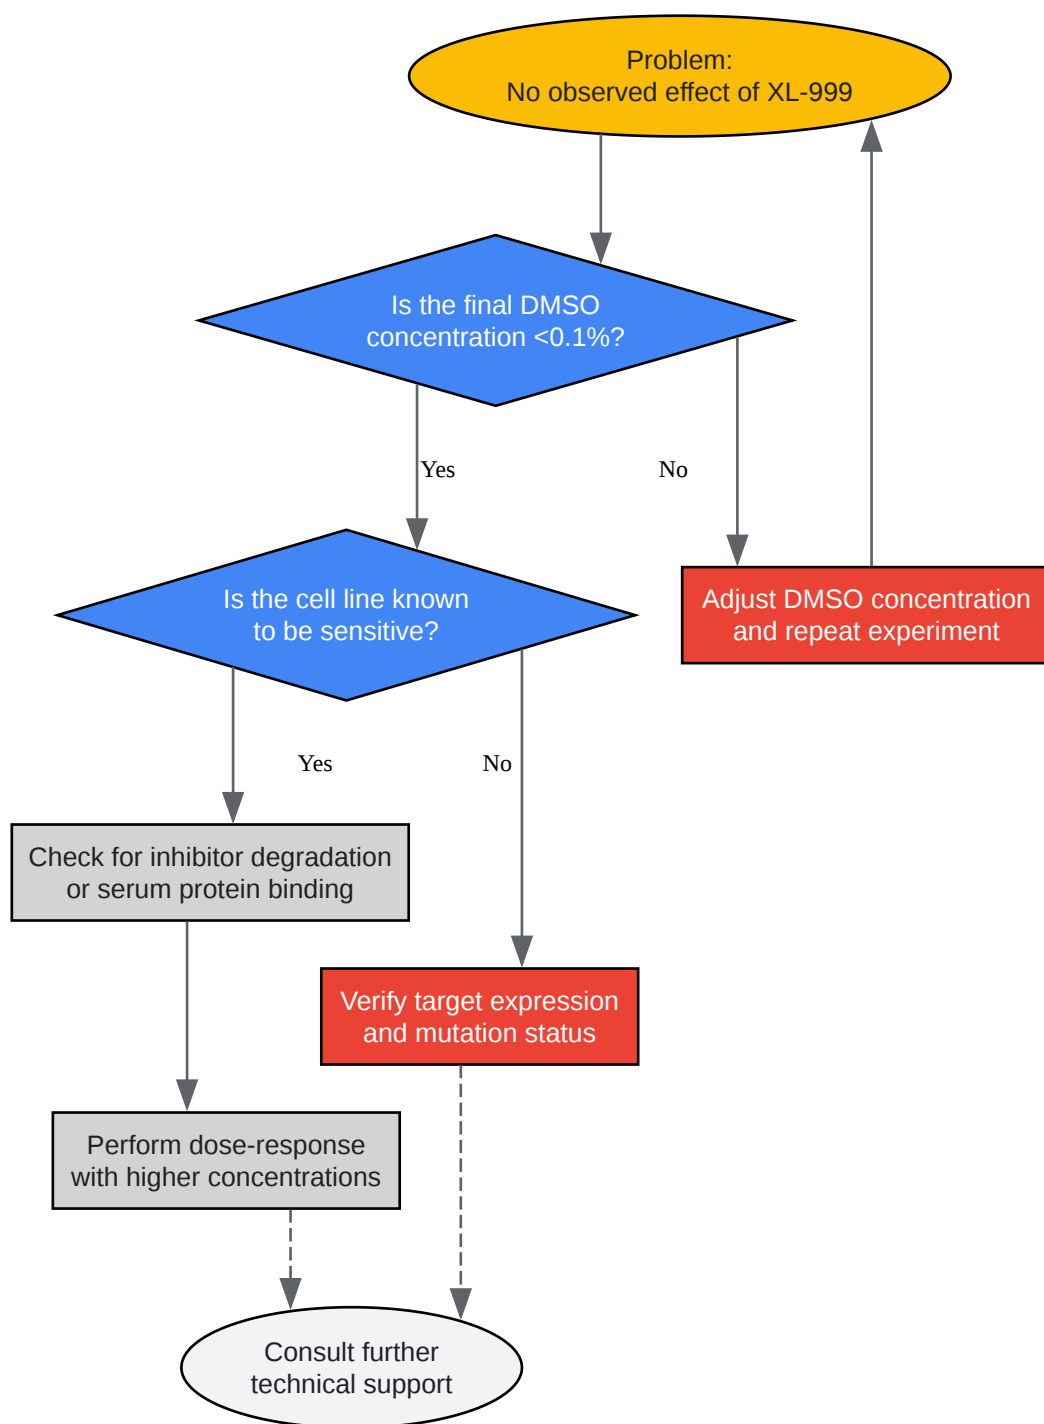 Problem:
No observed effect of XL-999
Is the final DMSO
concentration <0.1%?
Yes
No
Is the cell line known
to be sensitive?
Adjust DMSO concentration
and repeat experiment
Yes
No
Check for inhibitor degradation
or serum protein binding
Verify target expression
and mutation status
Perform dose-response
with higher concentrations
Consult further
technical support